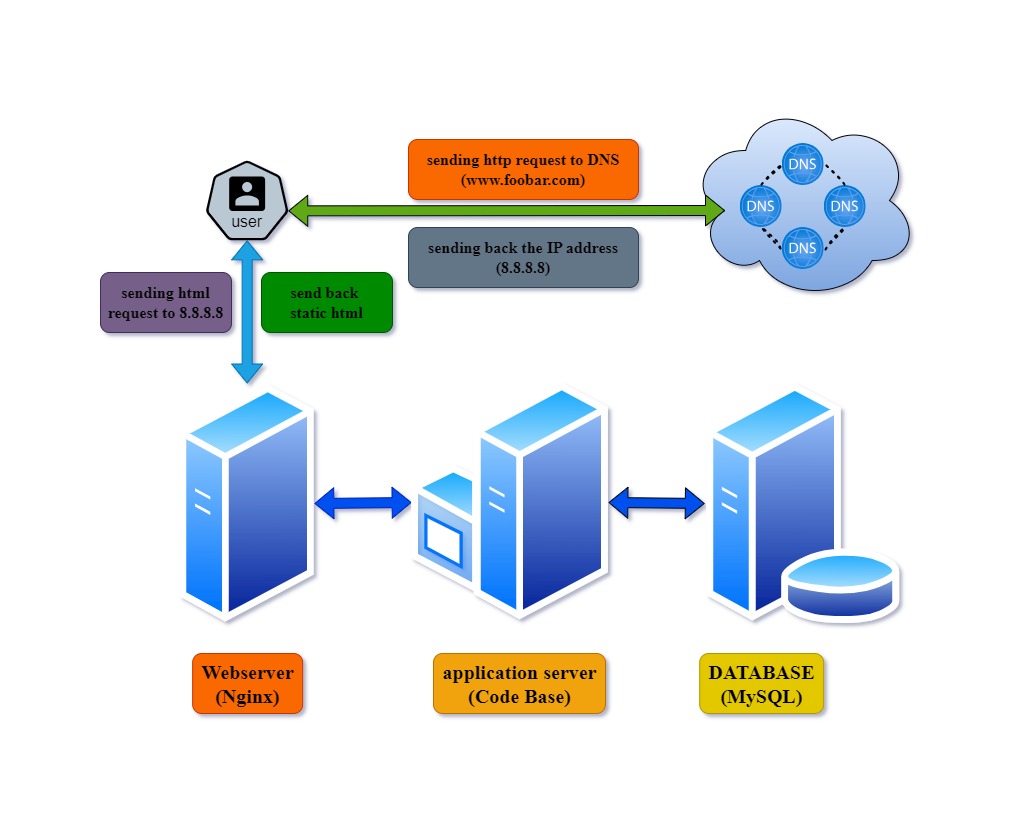 sending http request to DNS
(www.foobar.com)
DNS
DNS
DNS
DNS
user
sending back the IP address
(8.8.8.8)
sending html
request to 8.8.8.8
send back
static html
Webserver
(Nginx)
application server
(Code Base)
DATABASE
(MySQL)